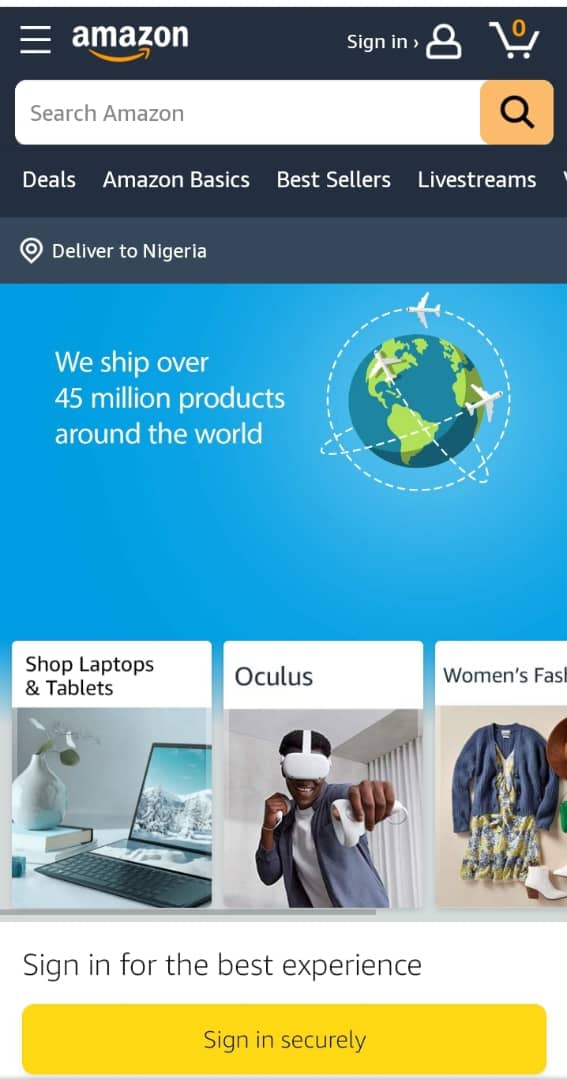 amazon
Sign in ›
0
Search Amazon
Deals Amazon Basics Best Sellers Livestreams
Deliver to Nigeria
We ship over
45 million products
around the world
Shop Laptops
& Tablets
Oculus
Women's Fas
Sign in for the best experience
Sign in securely